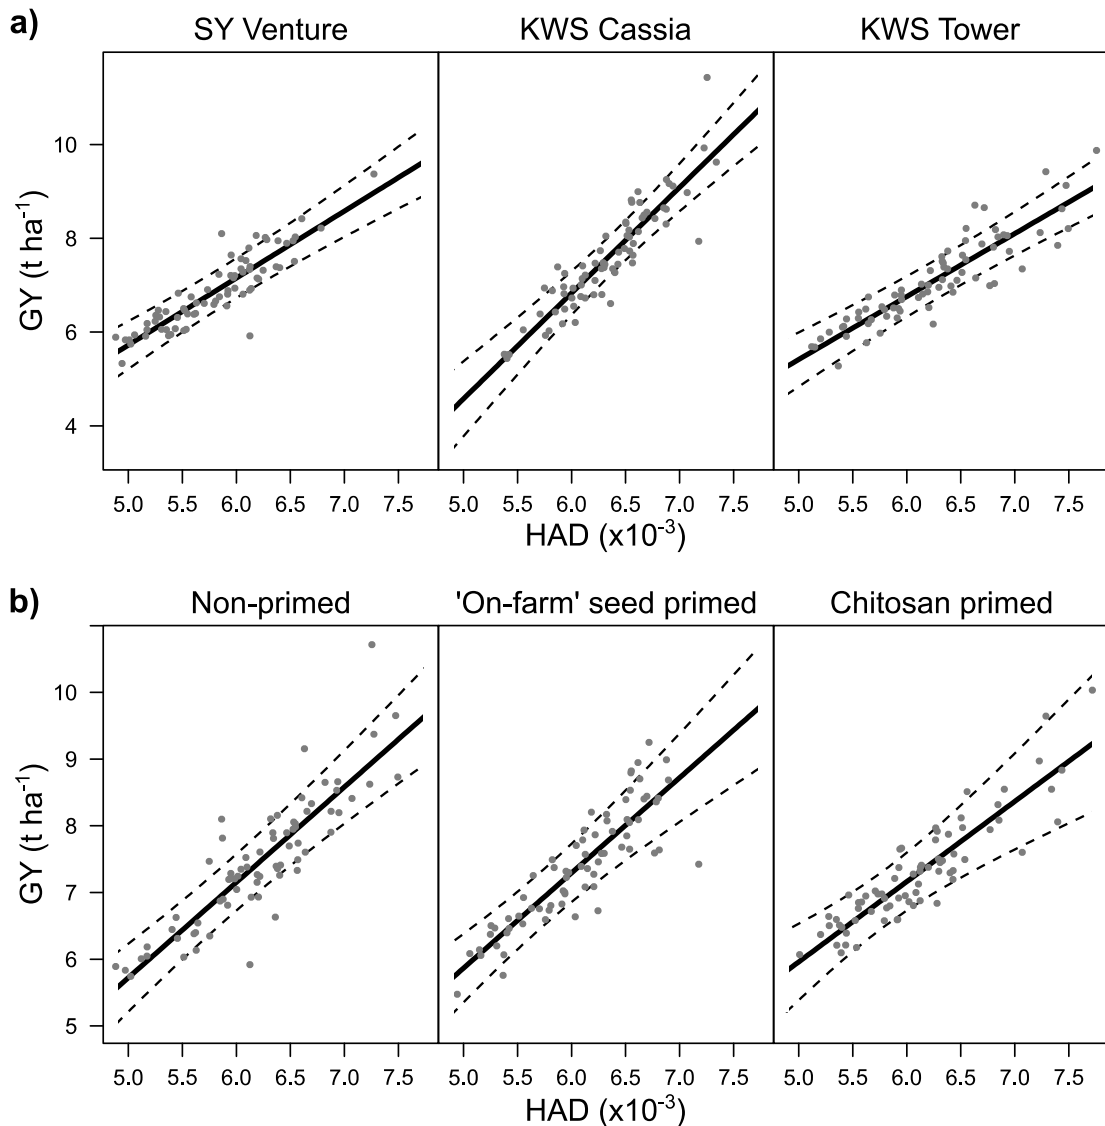 a)
SY Venture KWS Cassia KWS Tower
10
8
6
4
GY (t ha⁻¹)
5.0 5.5 6.0 6.5 7.0 7.5 5.0 5.5 6.0 6.5 7.0 7.5 5.0 5.5 6.0 6.5 7.0 7.5
HAD (x10⁻³)
b)
Non-primed 'On-farm' seed primed Chitosan primed
10
9
8
7
6
5
GY (t ha⁻¹)
5.0 5.5 6.0 6.5 7.0 7.5 5.0 5.5 6.0 6.5 7.0 7.5 5.0 5.5 6.0 6.5 7.0 7.5
HAD (x10⁻³)